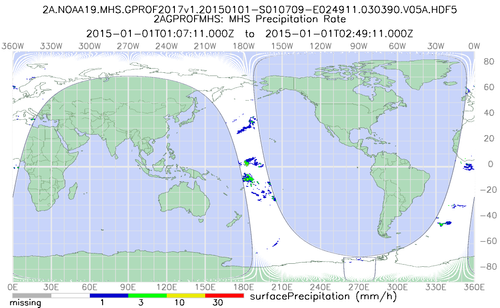 2A.NOAA19.MHS.GPROF2017v1.20150101-S010709-E024911.030390.V05A.HDF5
2AGPROFMHS: MHS Precipitation Rate
2015-01-01T01:07:11.000Z to 2015-01-01T02:49:11.000Z
360W 330W 300W 270W 240W 210W 180W 150W 120W 90W 60W 30W 0W
80
60
40
20
0
-20
-40
-60
-80
0E 30E 60E 90E 120E 150E 180E 210E 240E 270E 300E 330E 360E
missing 1 3 10 30 surfacePrecipitation (mm/h)